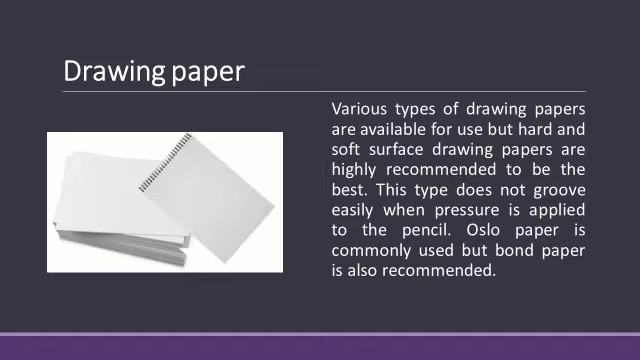 Drawing paper
Various types of drawing papers
are available for use but hard and
soft surface drawing papers are
highly recommended to be the
best. This type does not groove
easily when pressure is applied
to the pencil. Oslo paper is
commonly used but bond paper
is also recommended.